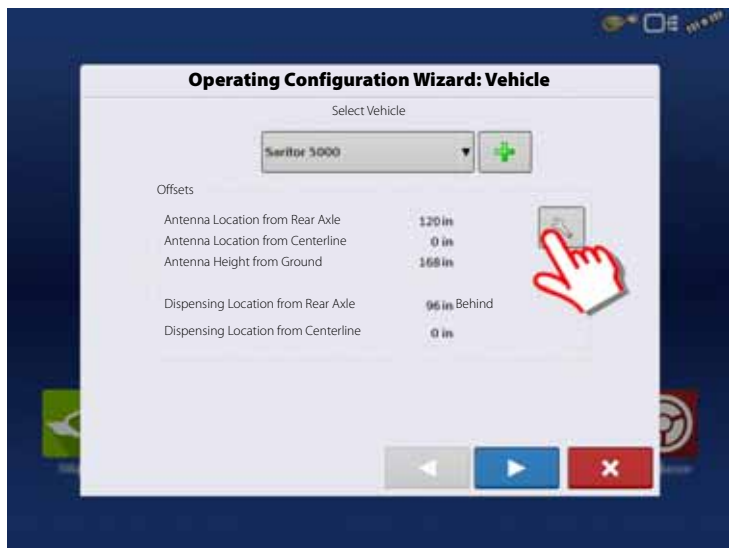 Operating Configuration Wizard: Vehicle
Select Vehicle
Saritor 5000
Offsets
Antenna Location from Rear Axle 120 in
Antenna Location from Centerline 0 in
Antenna Height from Ground 168 in
Dispensing Location from Rear Axle 96 in Behind
Dispensing Location from Centerline 0 in